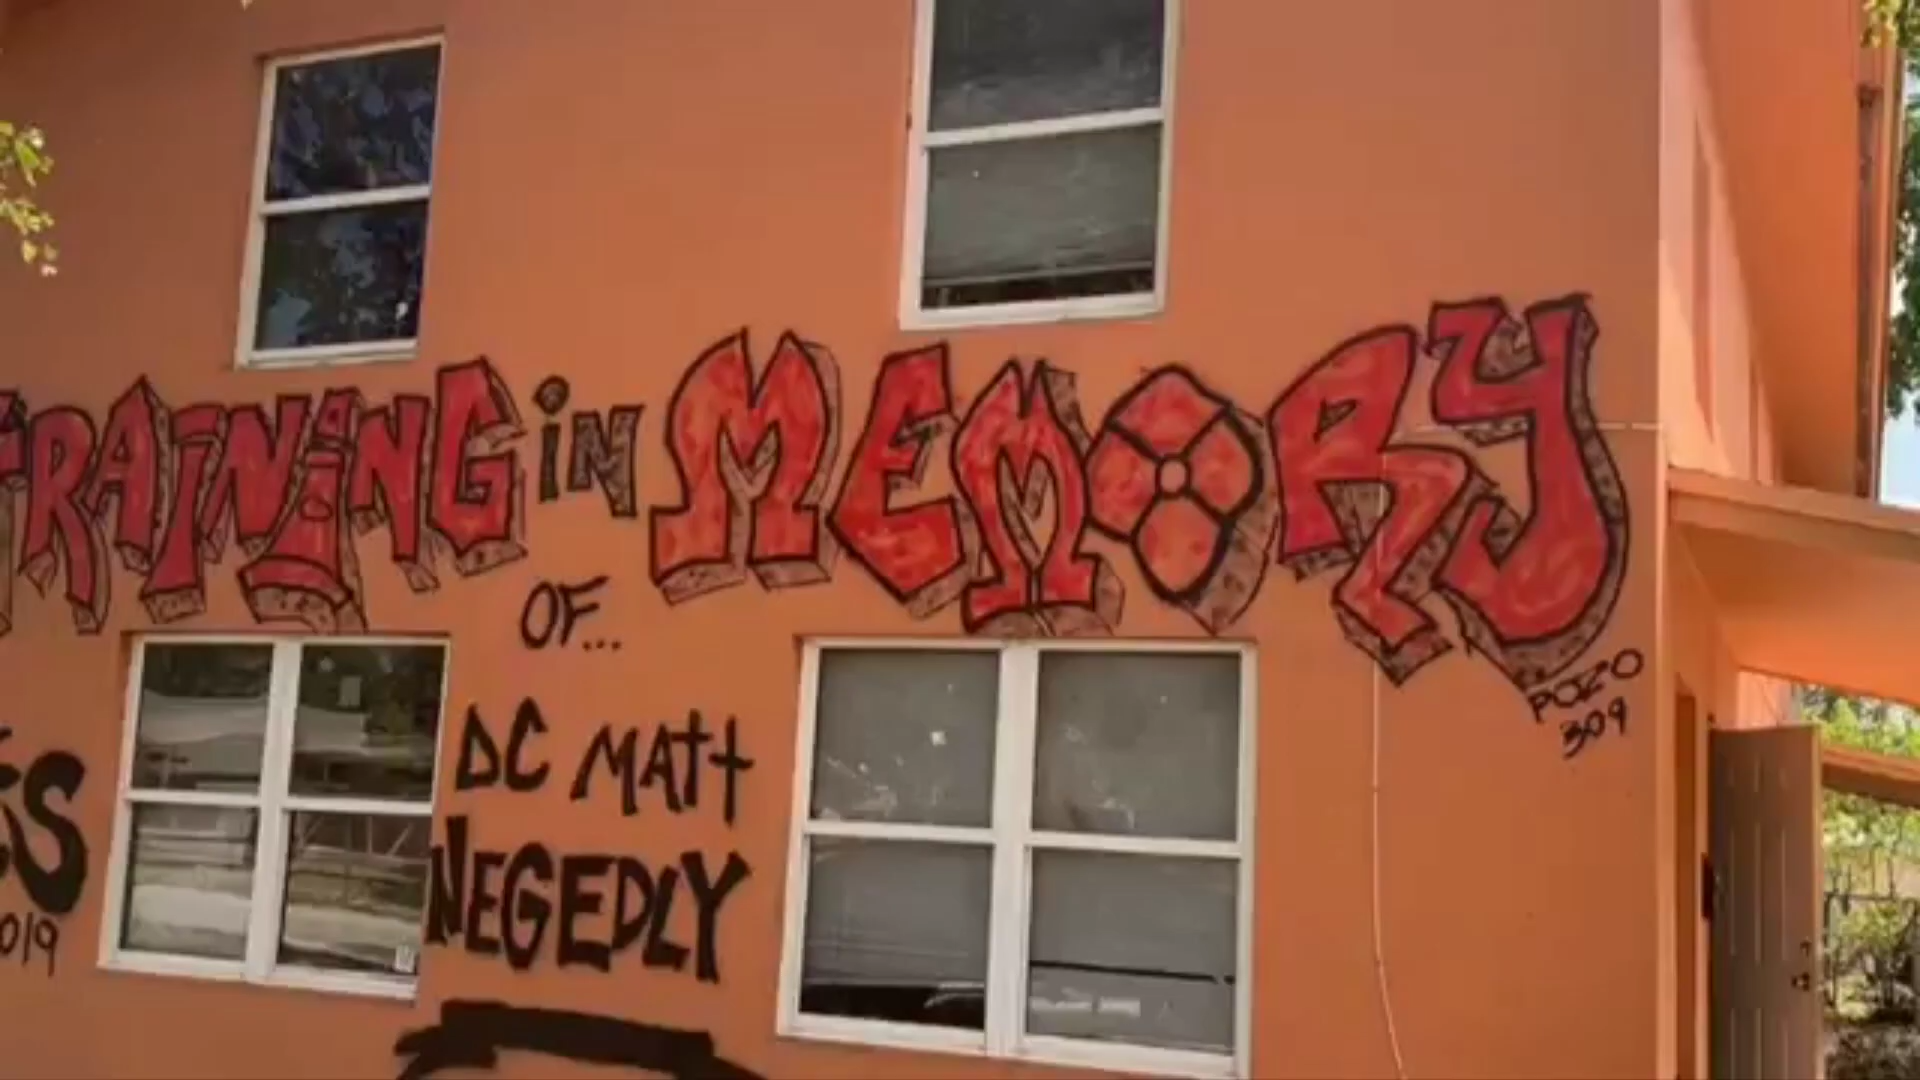 TRAINING IN MEMORY
OF...
DC MATT
NEGEDLY
POZO
309